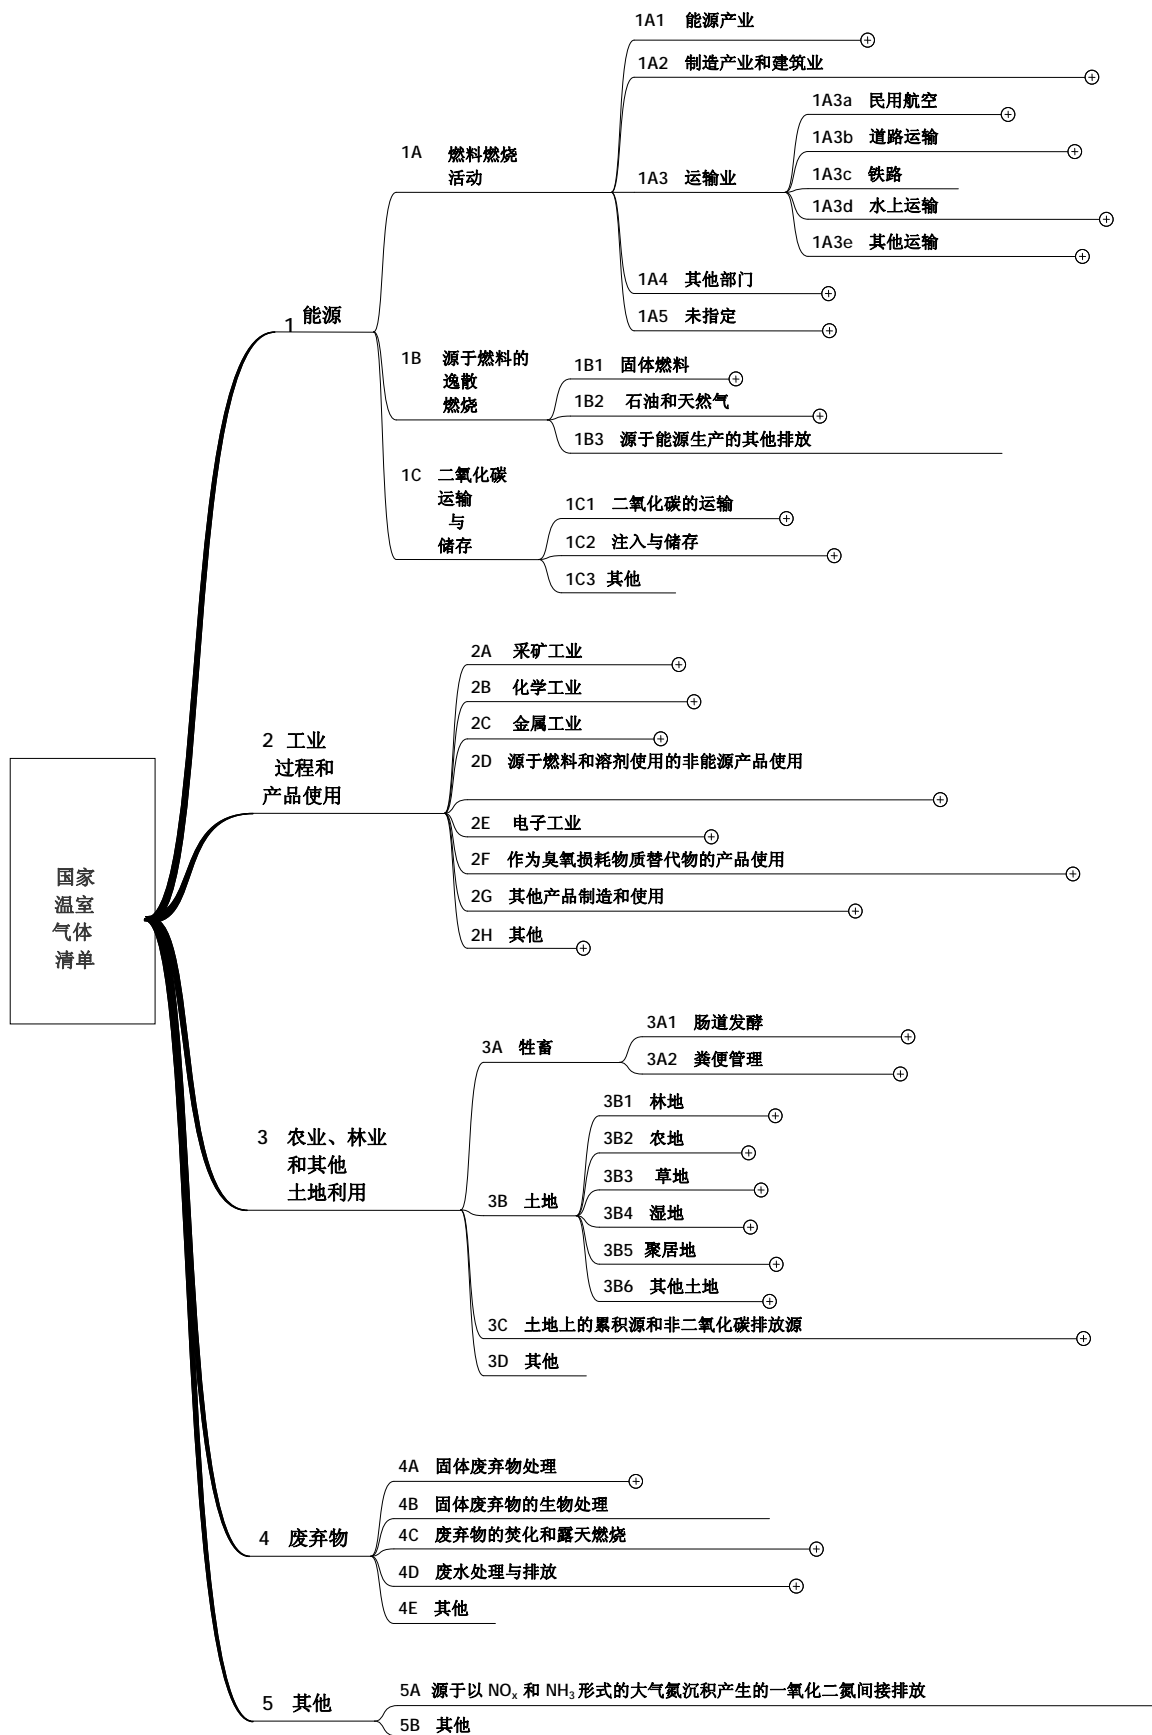 国家
温室
气体
清单
1 能源
1A 燃料燃烧
活动
1A1 能源产业
1A2 制造产业和建筑业
1A3 运输业
1A3a 民用航空
1A3b 道路运输
1A3c 铁路
1A3d 水上运输
1A3e 其他运输
1A4 其他部门
1A5 未指定
1B 源于燃料的
逸散
燃烧
1B1 固体燃料
1B2 石油和天然气
1B3 源于能源生产的其他排放
1C 二氧化碳
运输
与
储存
1C1 二氧化碳的运输
1C2 注入与储存
1C3 其他
2 工业
过程和
产品使用
2A 采矿工业
2B 化学工业
2C 金属工业
2D 源于燃料和溶剂使用的非能源产品使用
2E 电子工业
2F 作为臭氧损耗物质替代物的产品使用
2G 其他产品制造和使用
2H 其他
3 农业、林业
和其他
土地利用
3A 牲畜
3A1 肠道发酵
3A2 粪便管理
3B 土地
3B1 林地
3B2 农地
3B3 草地
3B4 湿地
3B5 聚居地
3B6 其他土地
3C 土地上的累积源和非二氧化碳排放源
3D 其他
4 废弃物
4A 固体废弃物处理
4B 固体废弃物的生物处理
4C 废弃物的焚化和露天燃烧
4D 废水处理与排放
4E 其他
5 其他
5A 源于以 NOₓ 和 NH₃ 形式的大气氮沉积产生的一氧化二氮间接排放
5B 其他